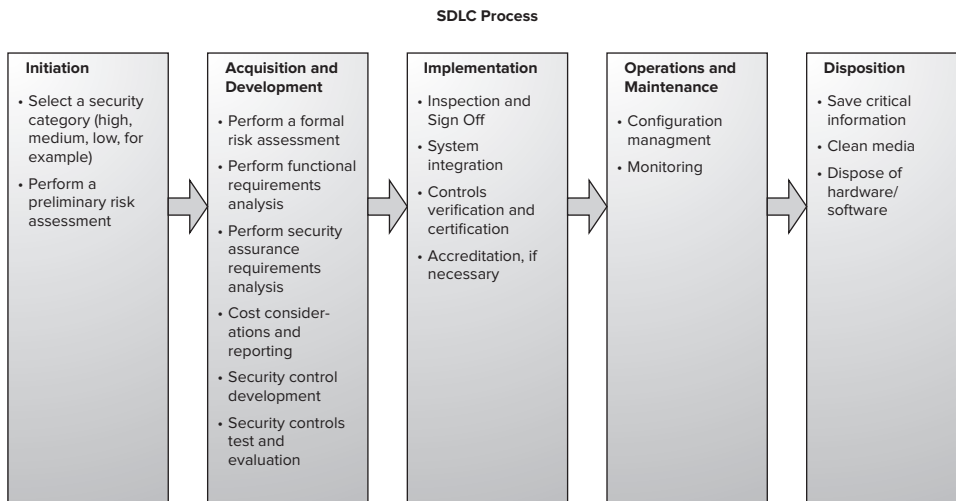 SDLC Process
Initiation
• Select a security
category (high,
medium, low, for
example)
• Perform a
preliminary risk
assessment
Acquisition and
Development
• Perform a formal
risk assessment
• Perform functional
requirements
analysis
• Perform security
assurance
requirements
analysis
• Cost consider-
ations and
reporting
• Security control
development
• Security controls
test and
evaluation
Implementation
• Inspection and
Sign Off
• System
integration
• Controls
verification and
certification
• Accreditation, if
necessary
Operations and
Maintenance
• Configuration
managment
• Monitoring
Disposition
• Save critical
information
• Clean media
• Dispose of
hardware/
software